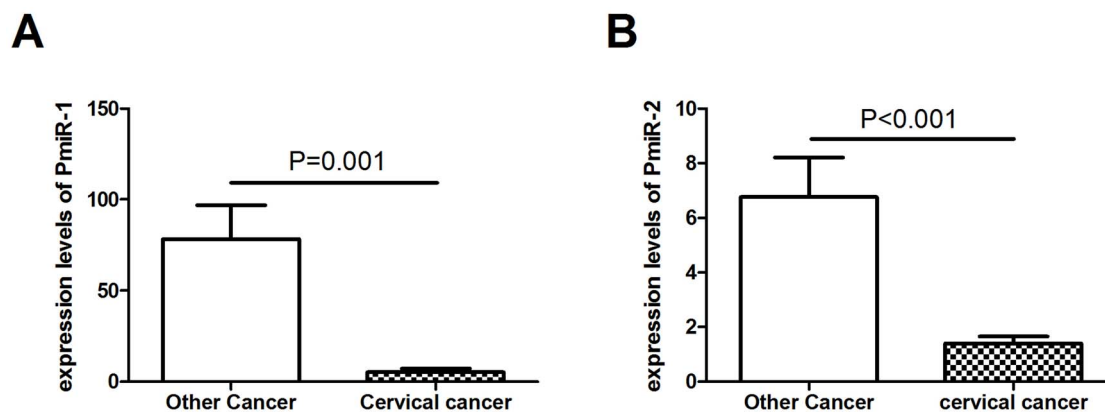 A
expression levels of PmiR-1
150
100
50
0
P=0.001
Other Cancer
Cervical cancer
B
expression levels of PmiR-2
10
8
6
4
2
0
P<0.001
Other Cancer
cervical cancer